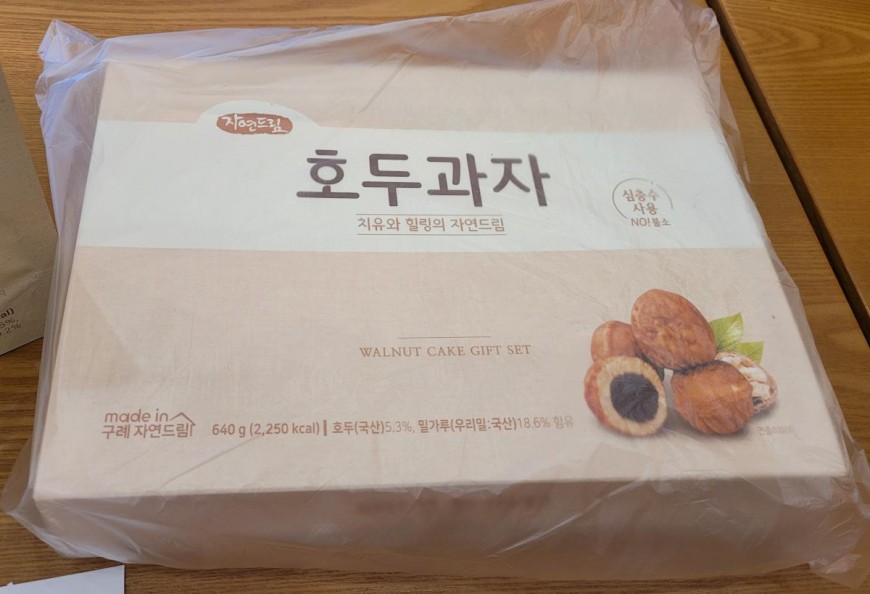 자연드림
호두과자
치유와 힐링의 자연드림
심층수
사용
NO! 불소
WALNUT CAKE GIFT SET
made in
구례 자연드림
640 g (2,250 kcal) | 호두(국산)5.3%, 밀가루(우리밀:국산)18.6% 함유